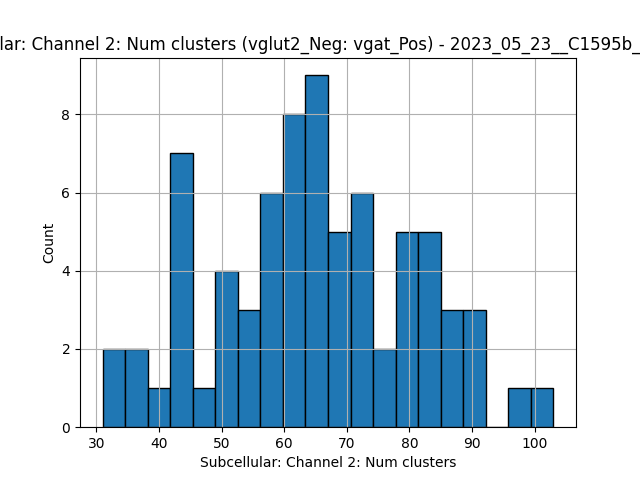 lar: Channel 2: Num clusters (vglut2_Neg: vgat_Pos) - 2023_05_23__C1595b_
8
6
4
2
0
Count
30 40 50 60 70 80 90 100
Subcellular: Channel 2: Num clusters